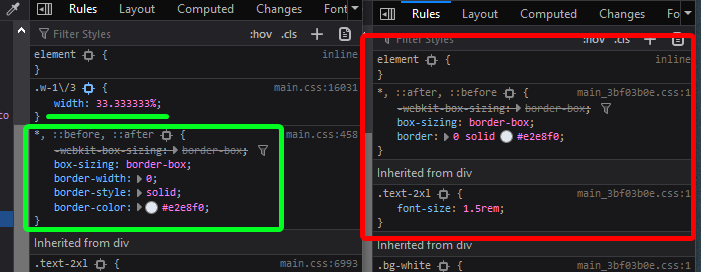 Rules Layout Computed Changes Font
Filter Styles :hov .cls +
element { inline
}
.w-1\/3 { main.css:16031
width: 33.333333%;
}
*, ::before, ::after { main.css:458
-webkit-box-sizing: border-box;
box-sizing: border-box;
border-width: 0;
border-style: solid;
border-color: #e2e8f0;
}
Inherited from div
.text-2xl { main.css:6993
co
Rules Layout Computed Changes
Filter Styles :hov .cls +
element { inline
}
*, ::after, ::before { main_3bf03b0e.css:1
-webkit-box-sizing: border-box;
box-sizing: border-box;
border: 0 solid #e2e8f0;
}
Inherited from div
.text-2xl { main_3bf03b0e.css:1
font-size: 1.5rem;
}
Inherited from div
.bg-white { main_3bf03b0e.css:1